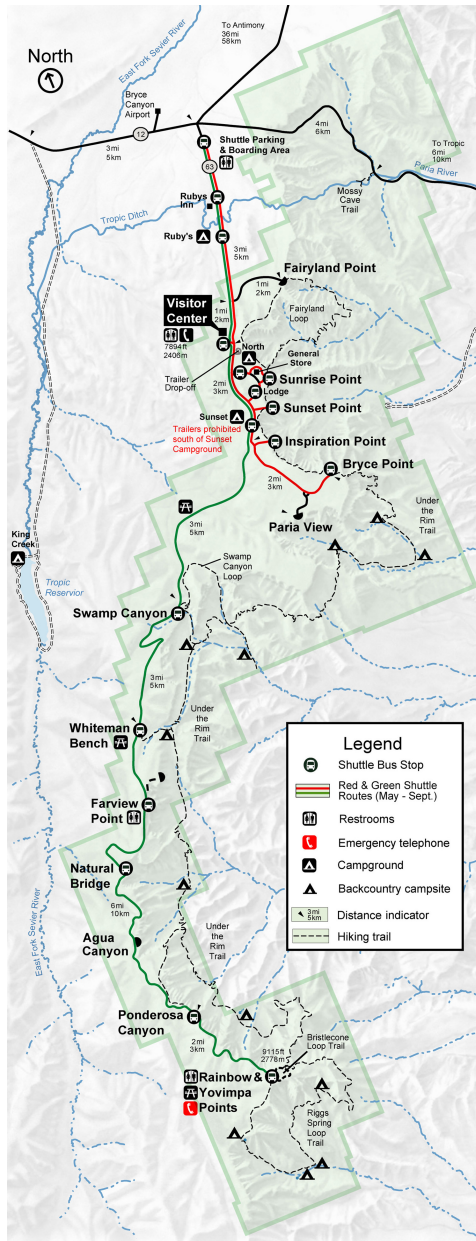 To Antimony
36mi
58km
East Fork Sevier River
North
Bryce
Canyon
Airport
12
3mi
5km
4mi
6km
Shuttle Parking
& Boarding Area
63
To Tropic
6mi
10km
Paria River
Mossy
Cave
Trail
Rubys
Inn
Tropic Ditch
Ruby's
3mi
5km
Fairyland Point
1mi
2km
Fairyland
Loop
Visitor
Center
1mi
2km
7894ft
2406m
North
General
Store
Trailer
Drop-off
Sunrise Point
Lodge
2mi
3km
Sunset Point
Sunset
Trailers prohibited
south of Sunset
Campground
Inspiration Point
Bryce Point
2mi
3km
Paria View
Under
the
Rim
Trail
3mi
5km
King
Creek
Tropic
Reservior
Swamp
Canyon
Loop
Swamp Canyon
3mi
5km
Under
the
Rim
Trail
Whiteman
Bench
Farview
Point
Natural
Bridge
6mi
10km
Agua
Canyon
Under
the Rim
Trail
East Fork Sevier River
Ponderosa
Canyon
2mi
3km
9115ft
2778m
Bristlecone
Loop Trail
Rainbow &
Yovimpa
Points
Riggs
Spring
Loop
Trail
Legend
Shuttle Bus Stop
Red & Green Shuttle
Routes (May - Sept.)
Restrooms
Emergency telephone
Campground
Backcountry campsite
3mi
5km
Distance indicator
Hiking trail